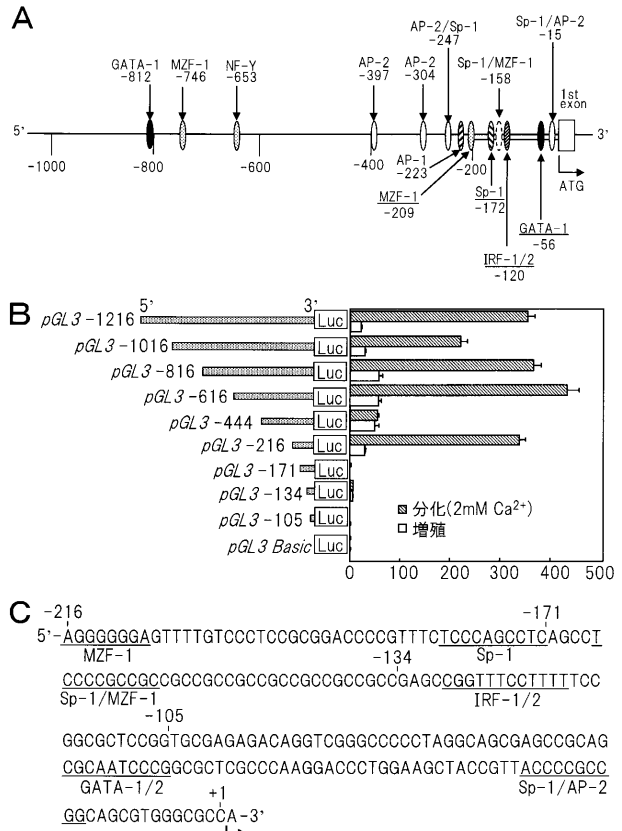 A
GATA-1 -812
MZF-1 -746
NF-Y -653
AP-2 -397
AP-2 -304
AP-2/Sp-1 -247
Sp-1/MZF-1 -158
Sp-1/AP-2 -15
1st exon
5' 3'
-1000 -800 -600 -400 -200
ATG
AP-1 -223
MZF-1 -209
Sp-1 -172
IRF-1/2 -120
GATA-1 -56
B
5' 3'
pGL3 -1216 Luc
pGL3 -1016 Luc
pGL3 -816 Luc
pGL3 -616 Luc
pGL3 -444 Luc
pGL3 -216 Luc
pGL3 -171 Luc
pGL3 -134 Luc
pGL3 -105 Luc
pGL3 Basic Luc
分化(2mM Ca²⁺)
増殖
0 100 200 300 400 500
C
-216 -171
5'-AGGGGGGAGTTTTGTCCCTCCGCGGACCCCGTTTCTCCCAGCCTCAGCCT
MZF-1 Sp-1
-134
CCCCGCCGCCGCCGCCGCCGCCGCCGCCGCCGAGCCGGTTTCCTTTTTCC
Sp-1/MZF-1 IRF-1/2
-105
GGCGCTCCGGTGCGAGAGACAGGTCGGGCCCCCTAGGCAGCGAGCCGCAG
CGCAATCCCGGCGCTCGCCCAAGGACCCTGGAAGCTACCGTTACCCCGCC
GATA-1/2 Sp-1/AP-2
+1
GGCAGCGTGGGCGCCA-3'